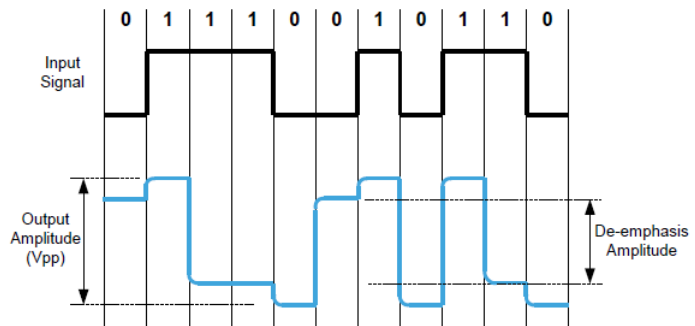 0 1 1 1 0 0 1 0 1 1 0
Input
Signal
Output
Amplitude
(Vpp)
De-emphasis
Amplitude